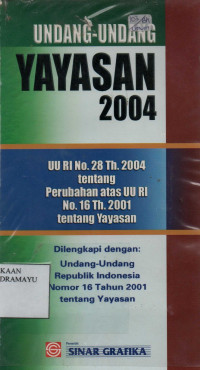 UNDANG-UNDANG
YAYASAN
2004
UU RI No. 28 Th. 2004
tentang
Perubahan atas UU RI
No. 16 Th. 2001
tentang Yayasan
Dilengkapi dengan:
Undang-Undang
Republik Indonesia
Nomor 16 Tahun 2001
tentang Yayasan
KAAN
DRAMAYU
SINAR GRAFIKA